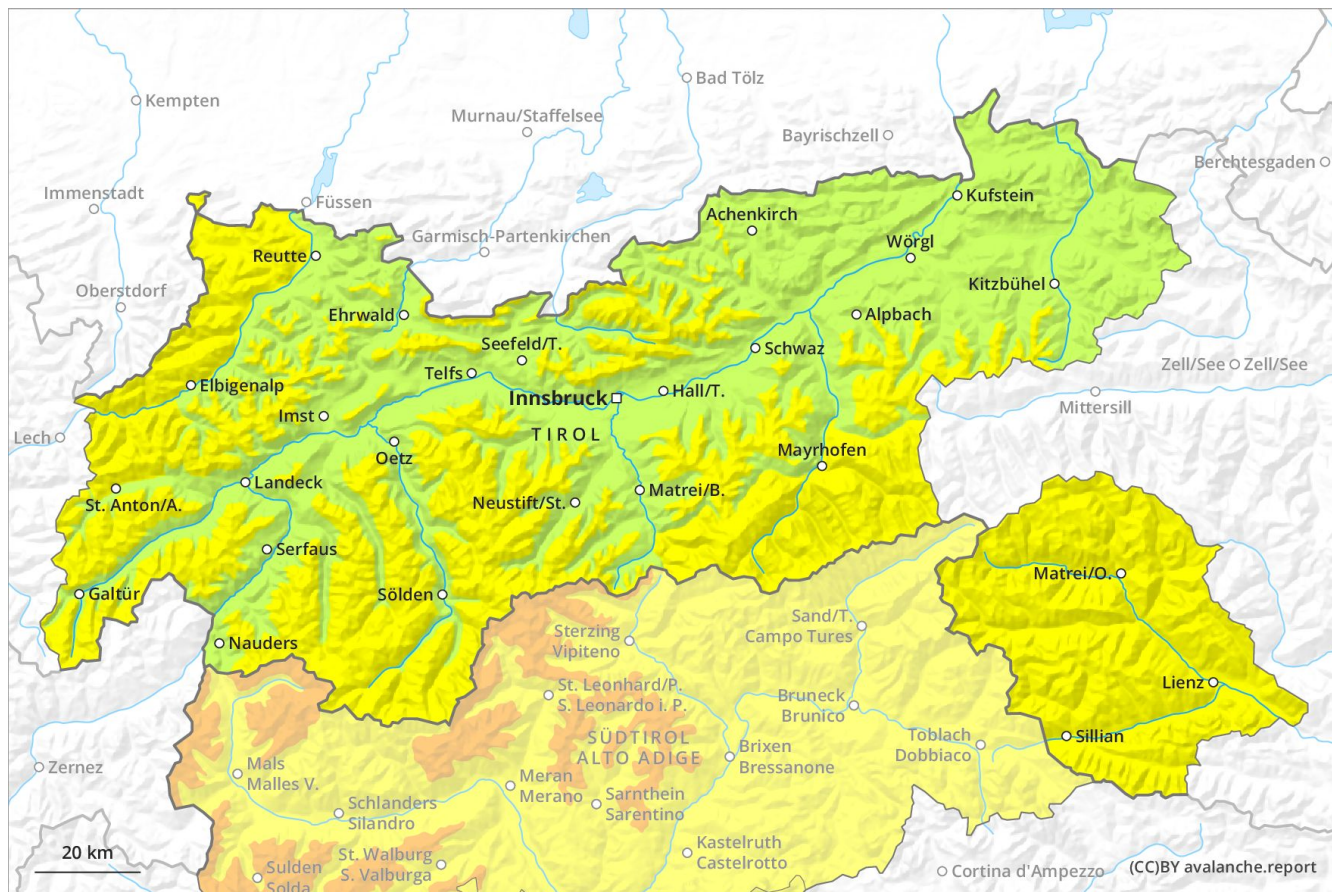 Kempten
Bad Tölz
Murnau/Staffelsee
Bayrischzell
Berchtesgaden
Immenstadt
Füssen
Kufstein
Achenkirch
Garmisch-Partenkirchen
Wörgl
Reutte
Oberstdorf
Kitzbühel
Ehrwald
Alpbach
Seefeld/T.
Schwaz
Zell/See
Zell/See
Telfs
Elbigenalp
Innsbruck
Hall/T.
Mittersill
Imst
Lech
TIROL
Oetz
Mayrhofen
Landeck
Matrei/B.
St. Anton/A.
Neustift/St.
Serfaus
Matrei/O.
Galtür
Sölden
Sand/T.
Campo Tures
Sterzing
Vipiteno
Nauders
Lienz
St. Leonhard/P.
S. Leonardo i. P.
Bruneck
Brunico
Sillian
SÜDTIROL
ALTO ADIGE
Toblach
Dobbiaco
Brixen
Bressanone
Zernez
Mals
Malles V.
Meran
Merano
Sarnthein
Sarentino
Schlanders
Silandro
Kastelruth
Castelrotto
20 km
St. Walburg
S. Valburga
Sulden
Solda
Cortina d'Ampezzo
(CC)BY avalanche.report